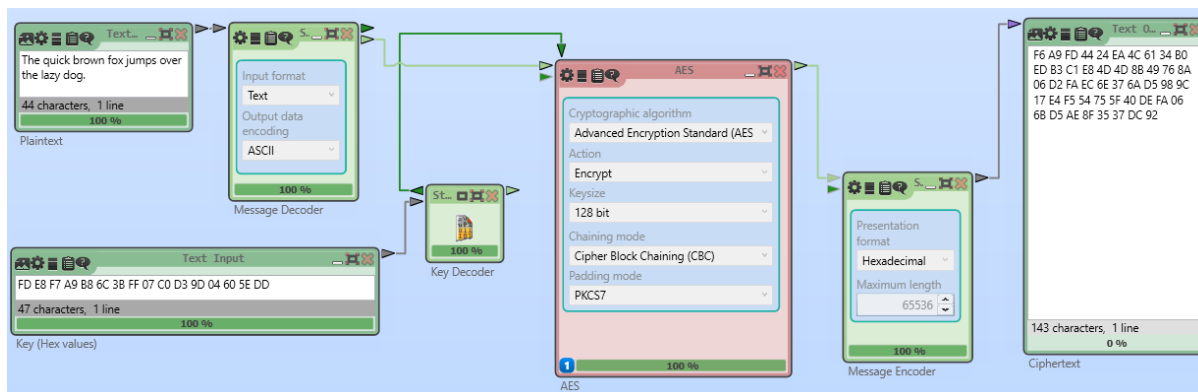 Text...
The quick brown fox jumps over
the lazy dog.
44 characters, 1 line
100 %
Plaintext
S...
Input format
Text
Output data
encoding
ASCII
100 %
Message Decoder
Text Input
FD E8 F7 A9 B8 6C 3B FF 07 C0 D3 9D 04 60 5E DD
47 characters, 1 line
100 %
Key (Hex values)
St...
100 %
Key Decoder
AES
Cryptographic algorithm
Advanced Encryption Standard (AES
Action
Encrypt
Keysize
128 bit
Chaining mode
Cipher Block Chaining (CBC)
Padding mode
PKCS7
1
100 %
AES
S...
Presentation
format
Hexadecimal
Maximum length
65536
100 %
Message Encoder
Text O...
F6 A9 FD 44 24 EA 4C 61 34 B0
ED B3 C1 E8 4D 4D 8B 49 76 8A
06 D2 FA EC 6E 37 6A D5 98 9C
17 E4 F5 54 75 5F 40 DE FA 06
6B D5 AE 8F 35 37 DC 92
143 characters, 1 line
0 %
Ciphertext